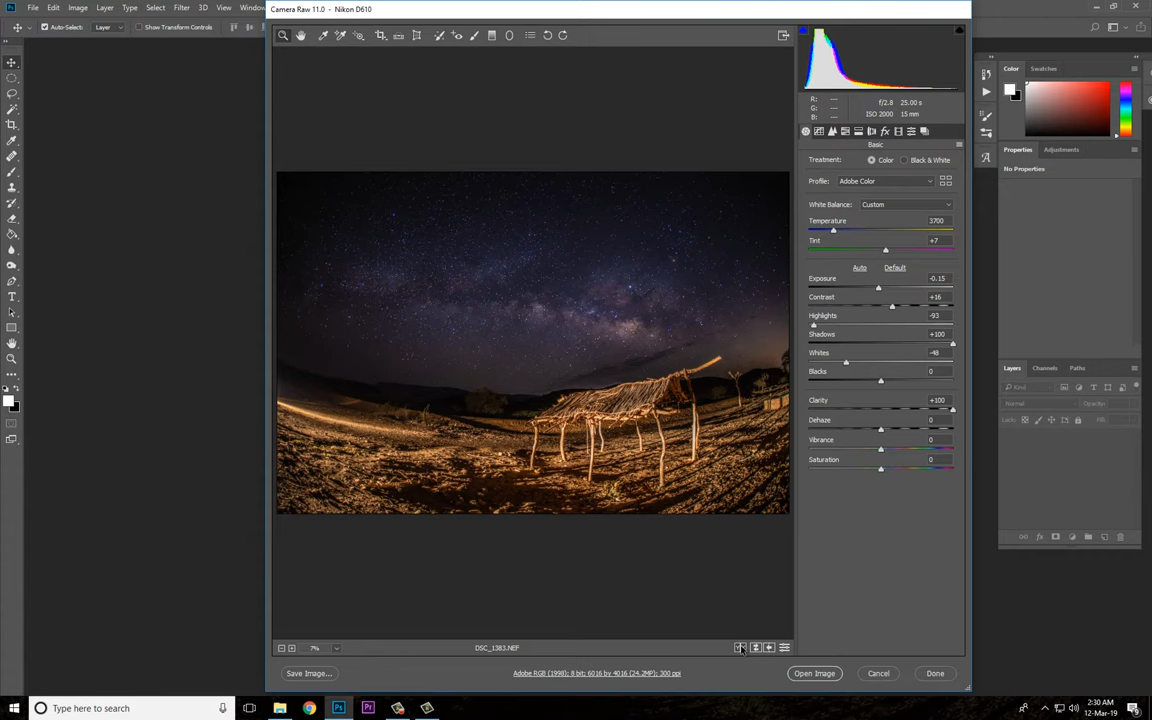 Camera Raw 11.0 - Nikon D610
File Edit Image Layer Type Select Filter 3D View Window
Auto-Select: Layer Show Transform Controls
R: ---
G: ---
B: ---
f/2.8 25.00 s
ISO 2000 15 mm
Basic
Treatment: Color Black & White
Profile: Adobe Color
White Balance: Custom
Temperature 3700
Tint +7
Auto Default
Exposure -0.15
Contrast +16
Highlights -93
Shadows +100
Whites -48
Blacks 0
Clarity +100
Dehaze 0
Vibrance 0
Saturation 0
Color Swatches
Properties Adjustments
No Properties
Layers Channels Paths
Kind
Normal Opacity:
Lock: Fill:
7% DSC_1383.NEF
Save Image... Adobe RGB (1998); 8 bit; 6016 by 4016 (24.2MP); 300 ppi Open Image Cancel Done
Type here to search
2:30 AM
12-Mar-19